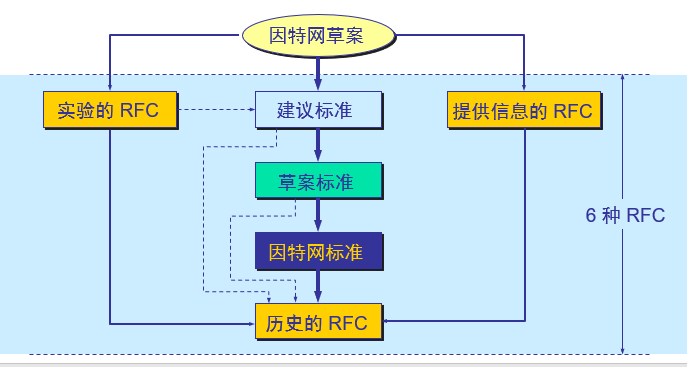 因特网草案
实验的 RFC
建议标准
提供信息的 RFC
草案标准
6 种 RFC
因特网标准
历史的 RFC